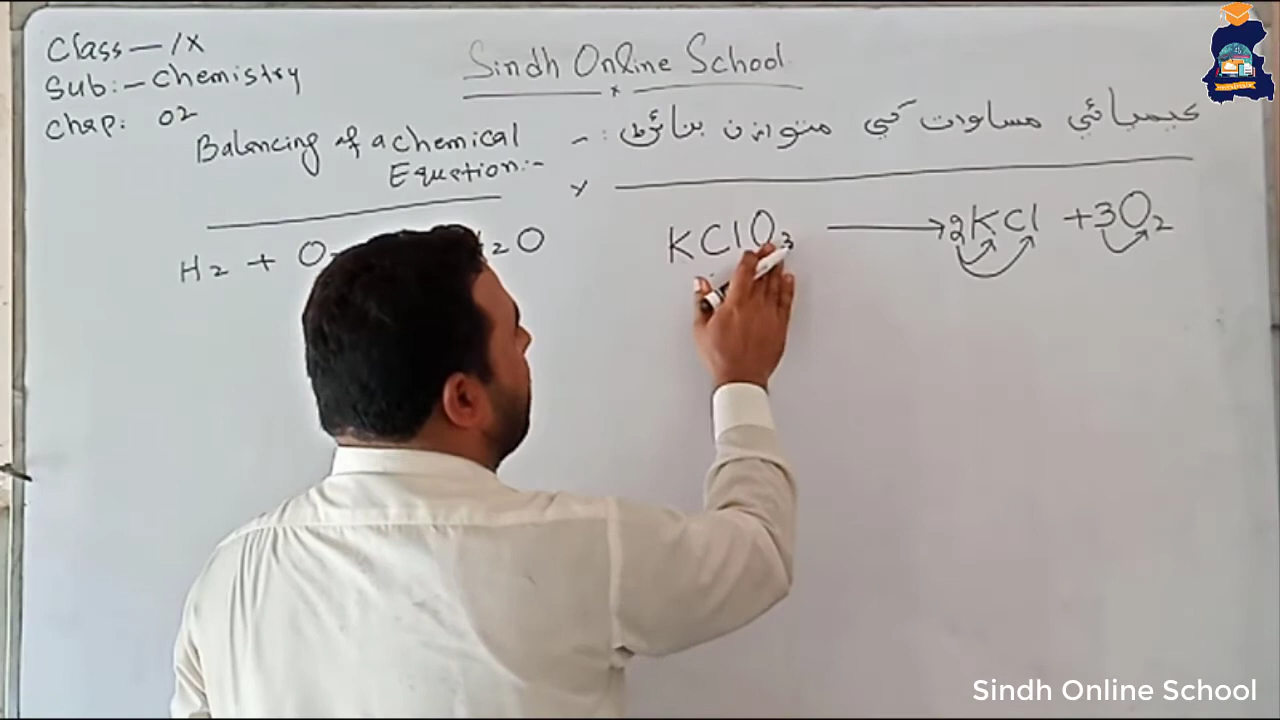 Class — IX
Sub:- Chemistry
Chap: 02
Sindh Online School
Balancing of a chemical
Equation:-
ڪيميائي مساوات کي متوازن بنائڻ :-
H2 + O
2O
KClO3 ⟶ 2KCl + 3O2
Sindh Online School